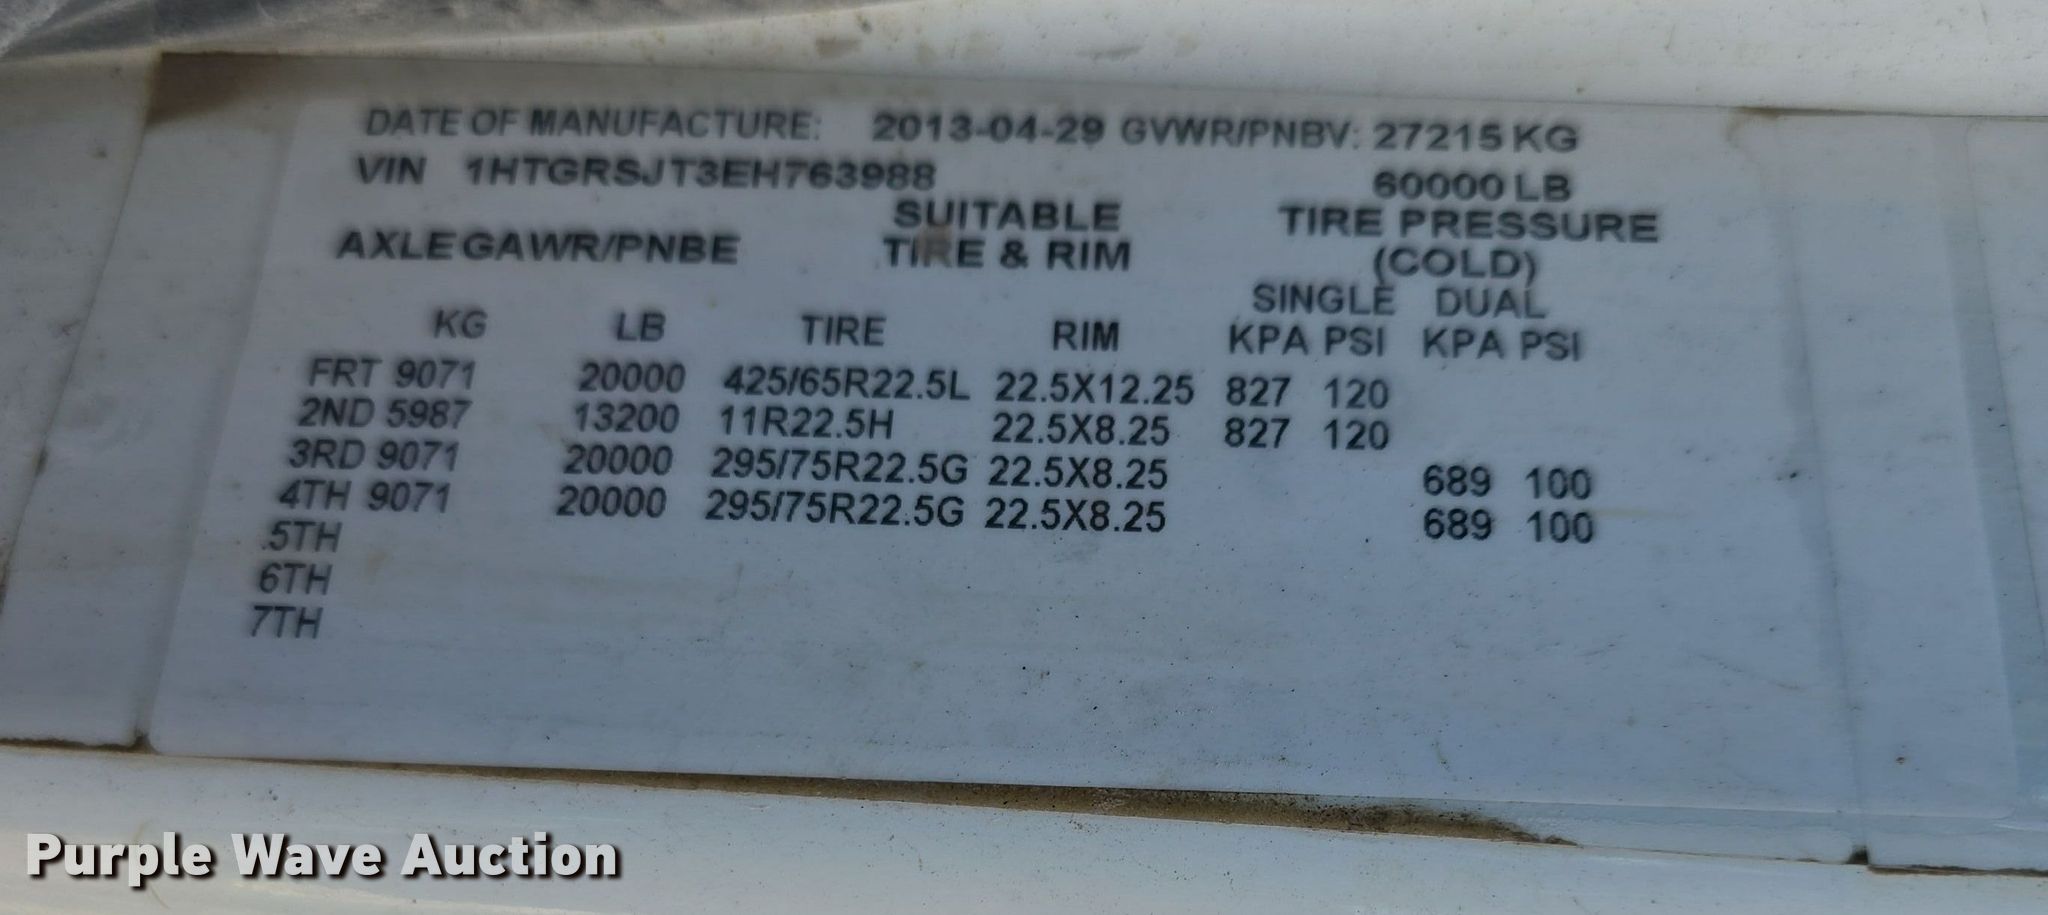 DATE OF MANUFACTURE: 2013-04-29 GVWR/PNBV: 27215 KG
VIN 1HTGRSJT3EH763988 60000 LB
SUITABLE TIRE PRESSURE
AXLE GAWR/PNBE TIRE & RIM (COLD)
SINGLE DUAL
KG LB TIRE RIM KPA PSI KPA PSI
FRT 9071 20000 425/65R22.5L 22.5X12.25 827 120
2ND 5987 13200 11R22.5H 22.5X8.25 827 120
3RD 9071 20000 295/75R22.5G 22.5X8.25 689 100
4TH 9071 20000 295/75R22.5G 22.5X8.25 689 100
5TH
6TH
7TH
Purple Wave Auction